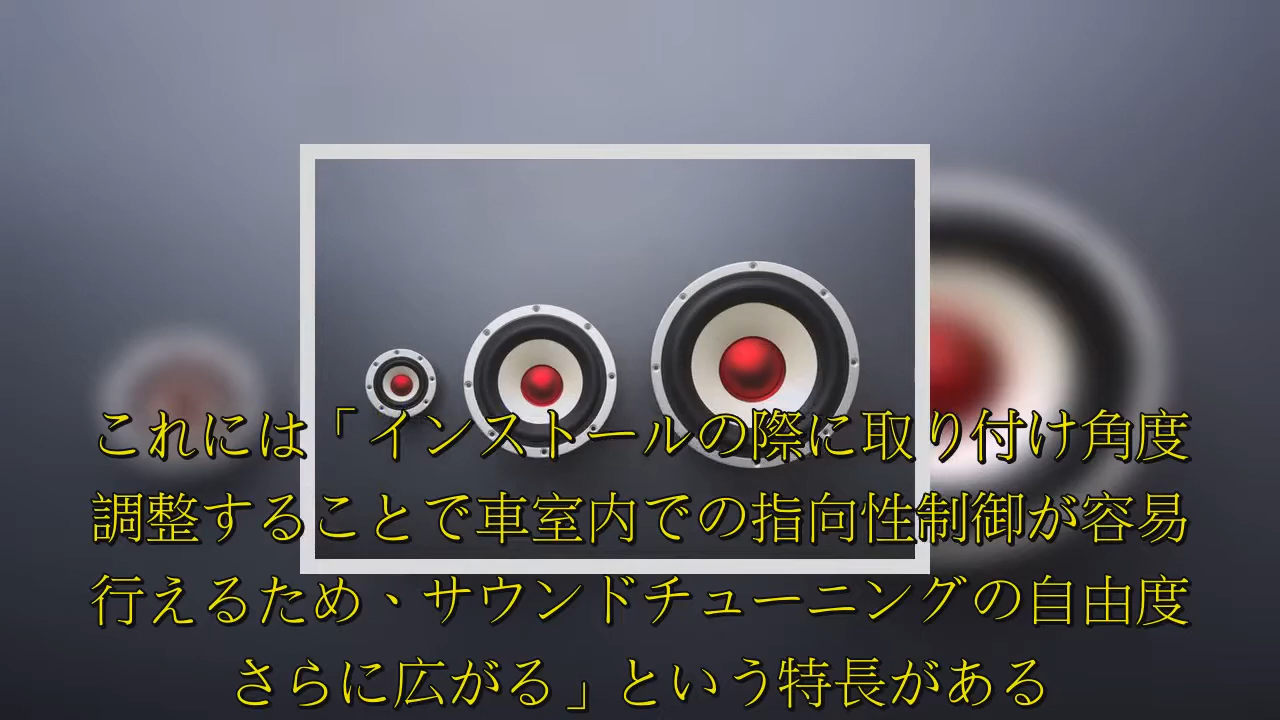 これには「インストールの際に取り付け角度
調整することで車室内での指向性制御が容易
行えるため、サウンドチューニングの自由度
さらに広がる」という特長がある